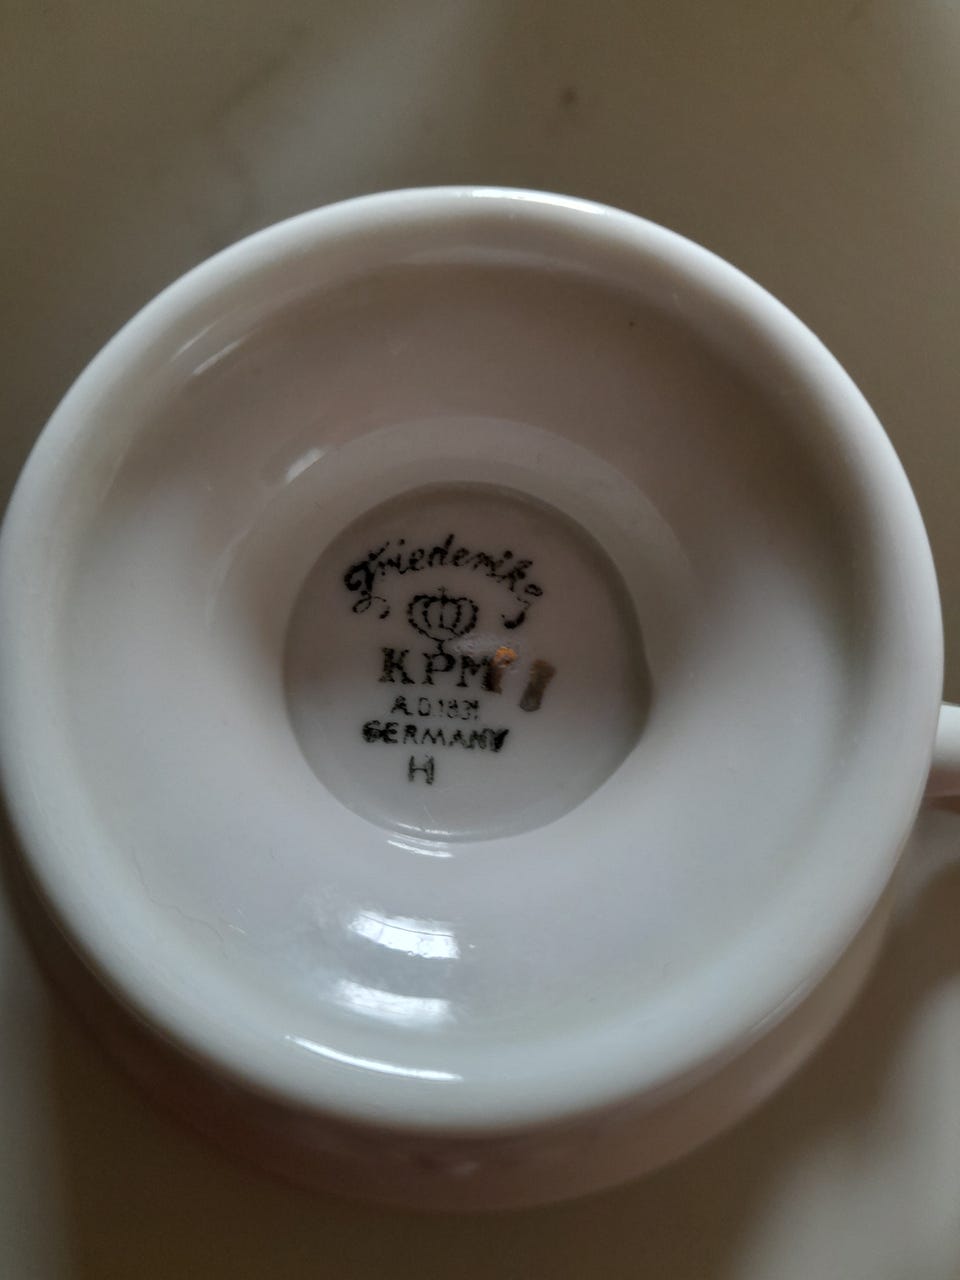 Friederike
KPM
A.D.1831
GERMANY
H